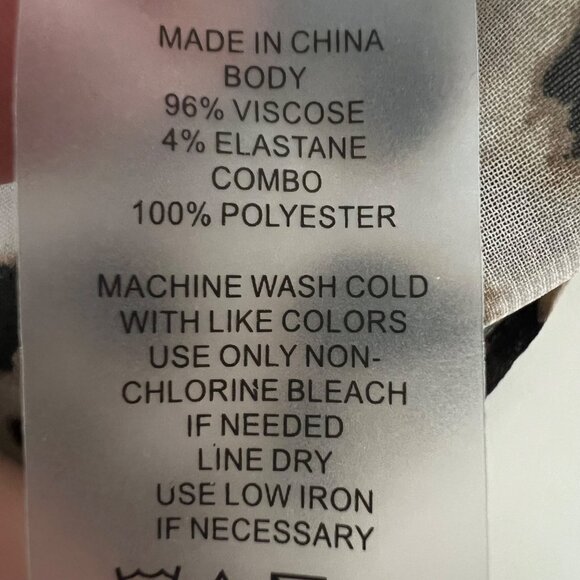 MADE IN CHINA
BODY
96% VISCOSE
4% ELASTANE
COMBO
100% POLYESTER
MACHINE WASH COLD
WITH LIKE COLORS
USE ONLY NON-
CHLORINE BLEACH
IF NEEDED
LINE DRY
USE LOW IRON
IF NECESSARY